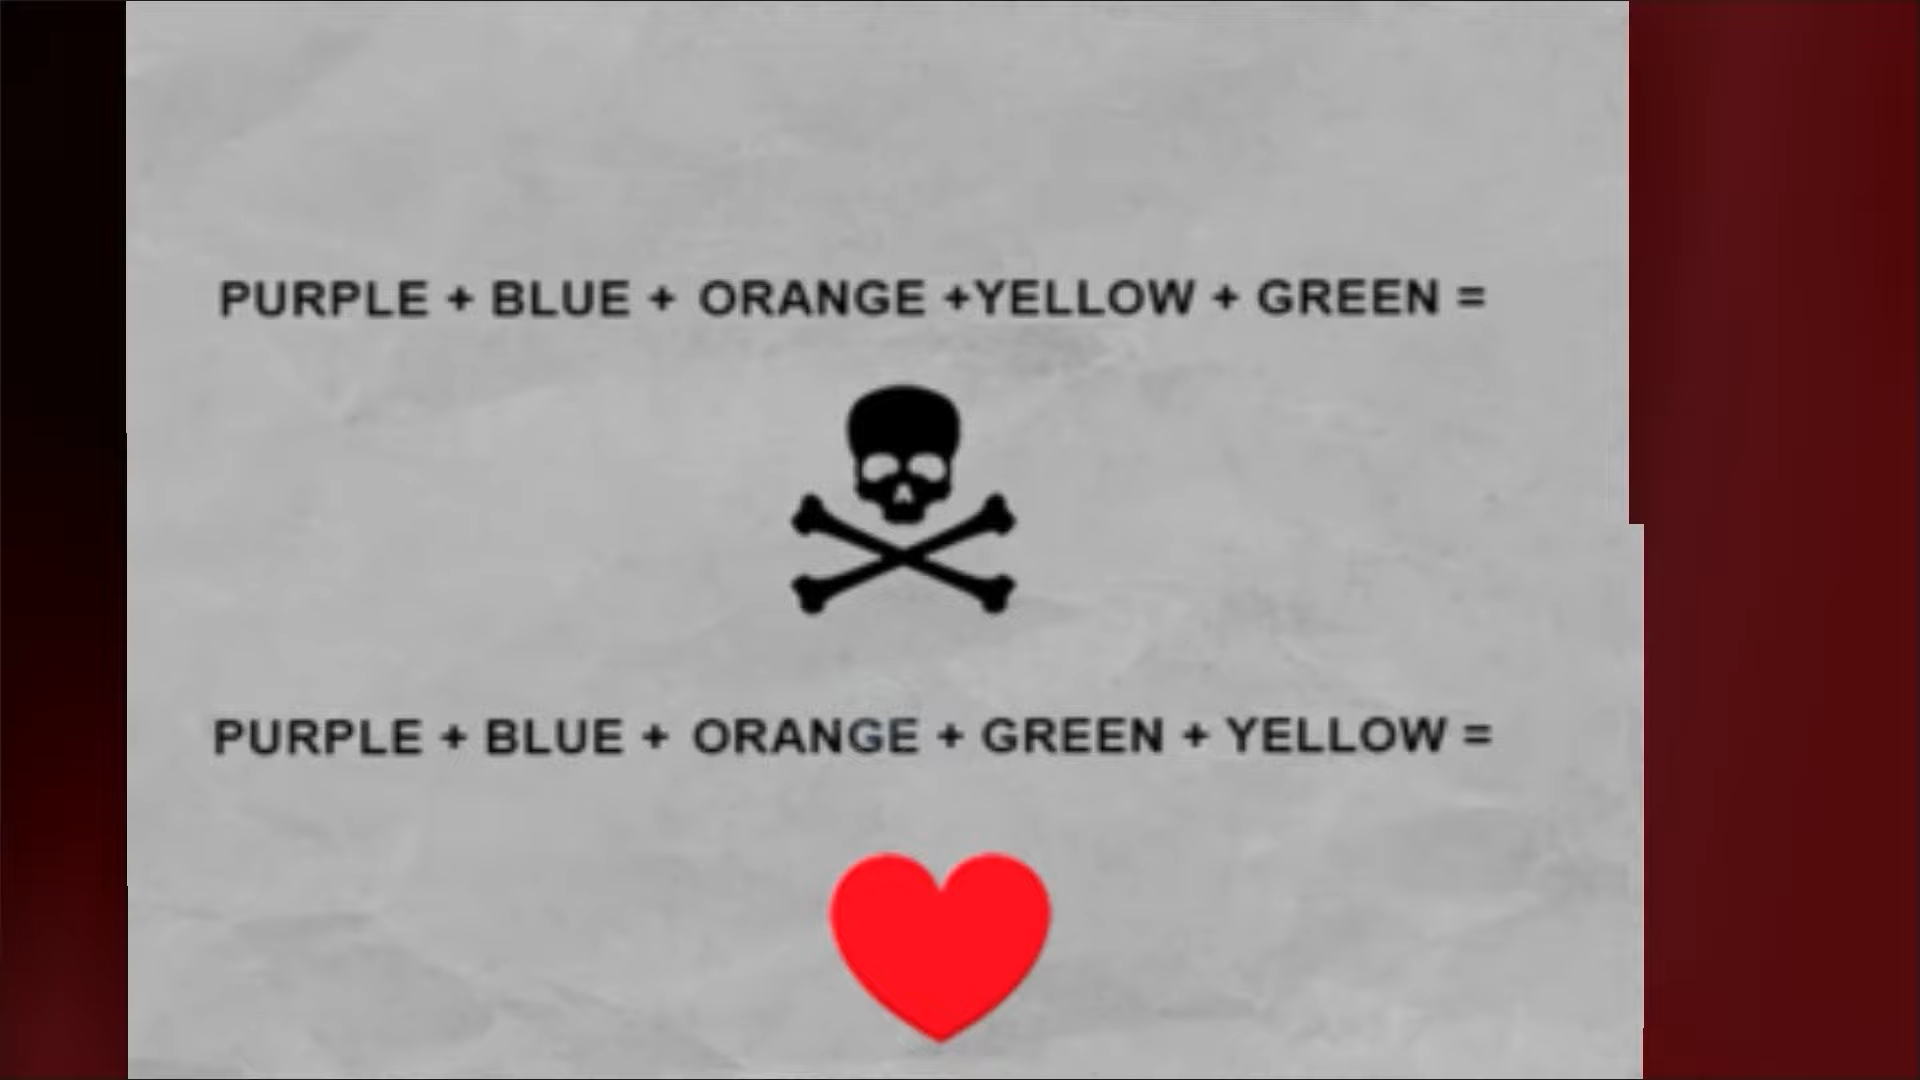 PURPLE + BLUE + ORANGE +YELLOW + GREEN =
PURPLE + BLUE + ORANGE + GREEN + YELLOW =